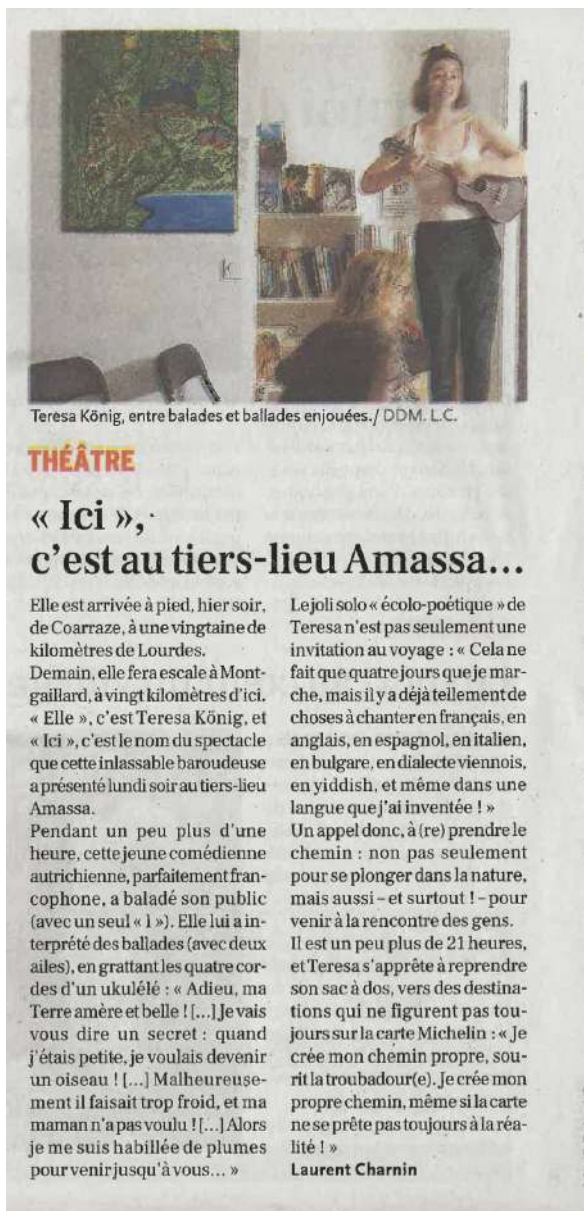 Teresa König, entre balades et ballades enjouées./ DDM. L.C.
THÉÂTRE
« Ici »,
c’est au tiers-lieu Amassa...
Elle est arrivée à pied, hier soir,
de Coarraze, à une vingtaine de
kilomètres de Lourdes.
Demain, elle fera escale à Mont-
gaillard, à vingt kilomètres d’ici.
« Elle », c’est Teresa König, et
« Ici », c’est le nom du spectacle
que cette inlassable baroudeuse
a présenté lundi soir au tiers-lieu
Amassa.
Pendant un peu plus d’une
heure, cette jeune comédienne
autrichienne, parfaitement fran-
cophone, a baladé son public
(avec un seul « l »). Elle lui a in-
terprété des ballades (avec deux
ailes), en grattant les quatre cor-
des d’un ukulélé : « Adieu, ma
Terre amère et belle ! [...] Je vais
vous dire un secret : quand
j’étais petite, je voulais devenir
un oiseau ! [...] Malheureuse-
ment il faisait trop froid, et ma
maman n’a pas voulu ! [...] Alors
je me suis habillée de plumes
pour venir jusqu’à vous... »
Le joli solo « écolo-poétique » de
Teresa n’est pas seulement une
invitation au voyage : « Cela ne
fait que quatre jours que je mar-
che, mais il y a déjà tellement de
choses à chanter en français, en
anglais, en espagnol, en italien,
en bulgare, en dialecte viennois,
en yiddish, et même dans une
langue que j’ai inventée ! »
Un appel donc, à (re) prendre le
chemin : non pas seulement
pour se plonger dans la nature,
mais aussi – et surtout ! – pour
venir à la rencontre des gens.
Il est un peu plus de 21 heures,
et Teresa s’apprête à reprendre
son sac à dos, vers des destina-
tions qui ne figurent pas tou-
jours sur la carte Michelin : « Je
crée mon chemin propre, sou-
rit la troubadour(e). Je crée mon
propre chemin, même si la carte
ne se prête pas toujours à la réa-
lité ! »
Laurent Charnin